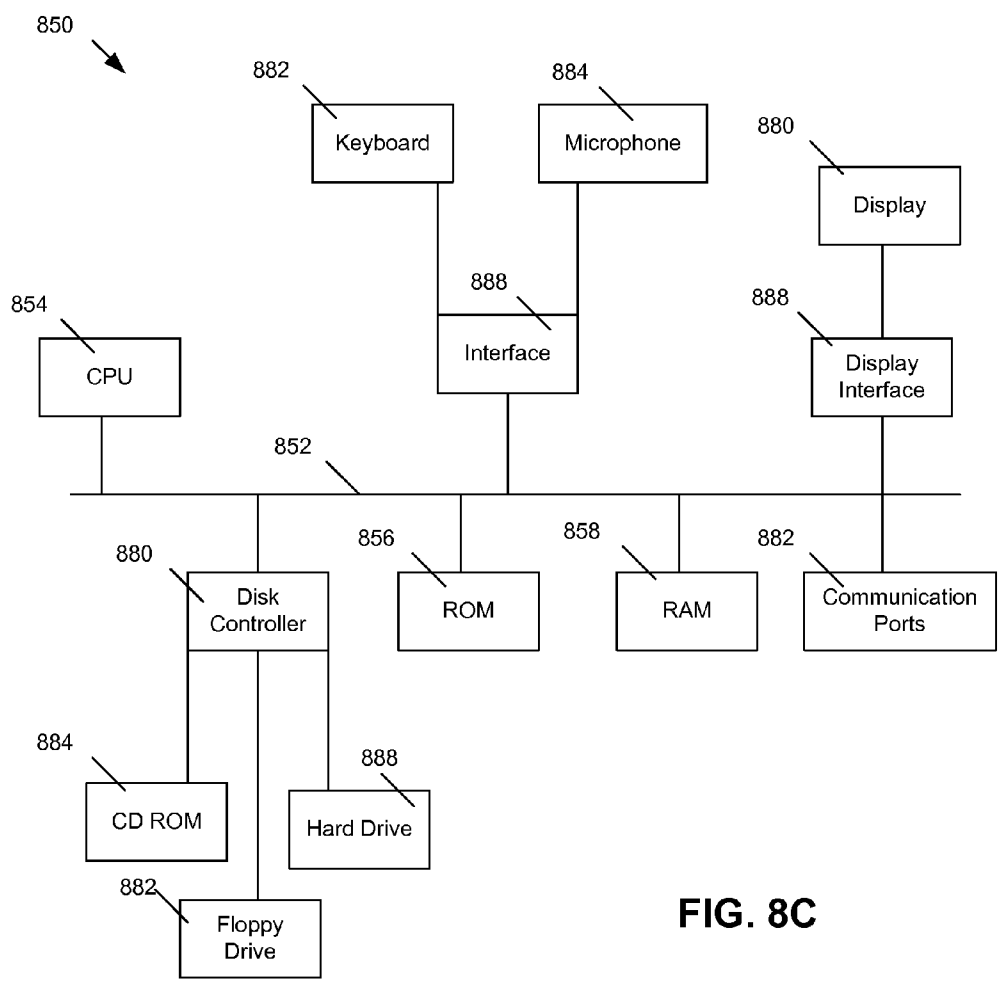 850
882
884
Keyboard
Microphone
880
Display
888
Interface
888
Display
Interface
854
CPU
852
880
Disk
Controller
856
ROM
858
RAM
882
Communication
Ports
884
CD ROM
888
Hard Drive
882
Floppy
Drive
FIG. 8C